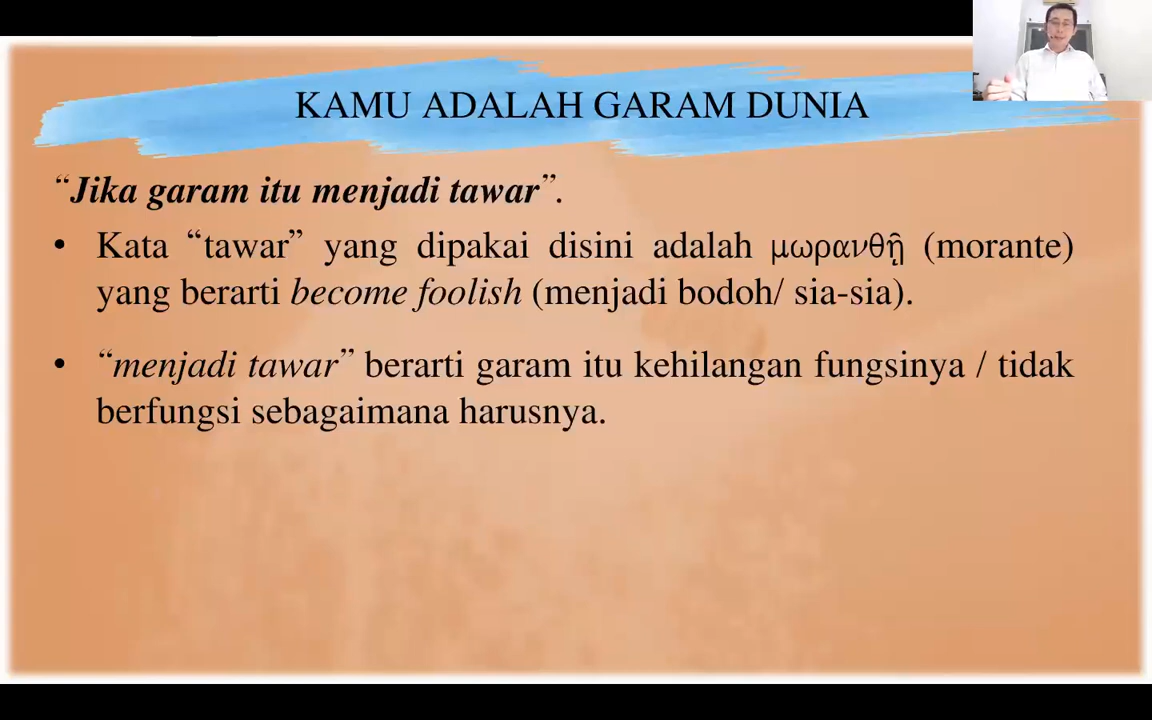 KAMU ADALAH GARAM DUNIA
“Jika garam itu menjadi tawar”.
• Kata “tawar” yang dipakai disini adalah μωρανθῇ (morante)
yang berarti become foolish (menjadi bodoh/ sia-sia).
• “menjadi tawar” berarti garam itu kehilangan fungsinya / tidak
berfungsi sebagaimana harusnya.